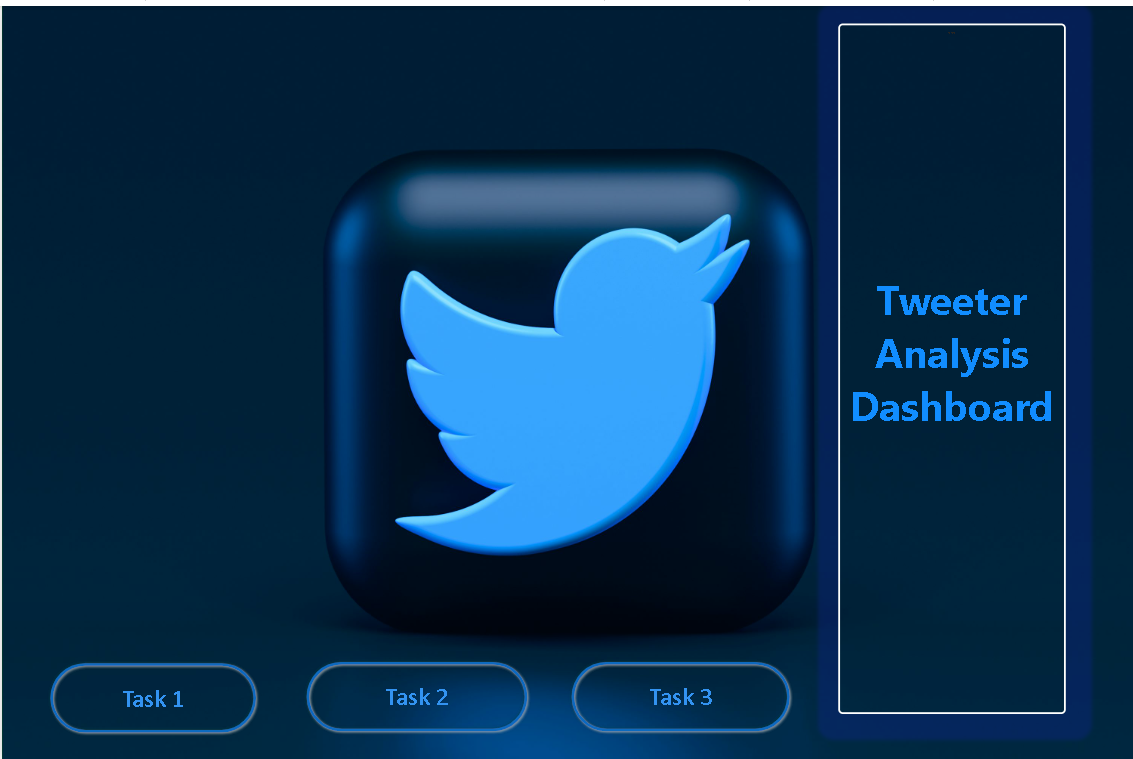 Tweeter
Analysis
Dashboard
Task 1
Task 2
Task 3